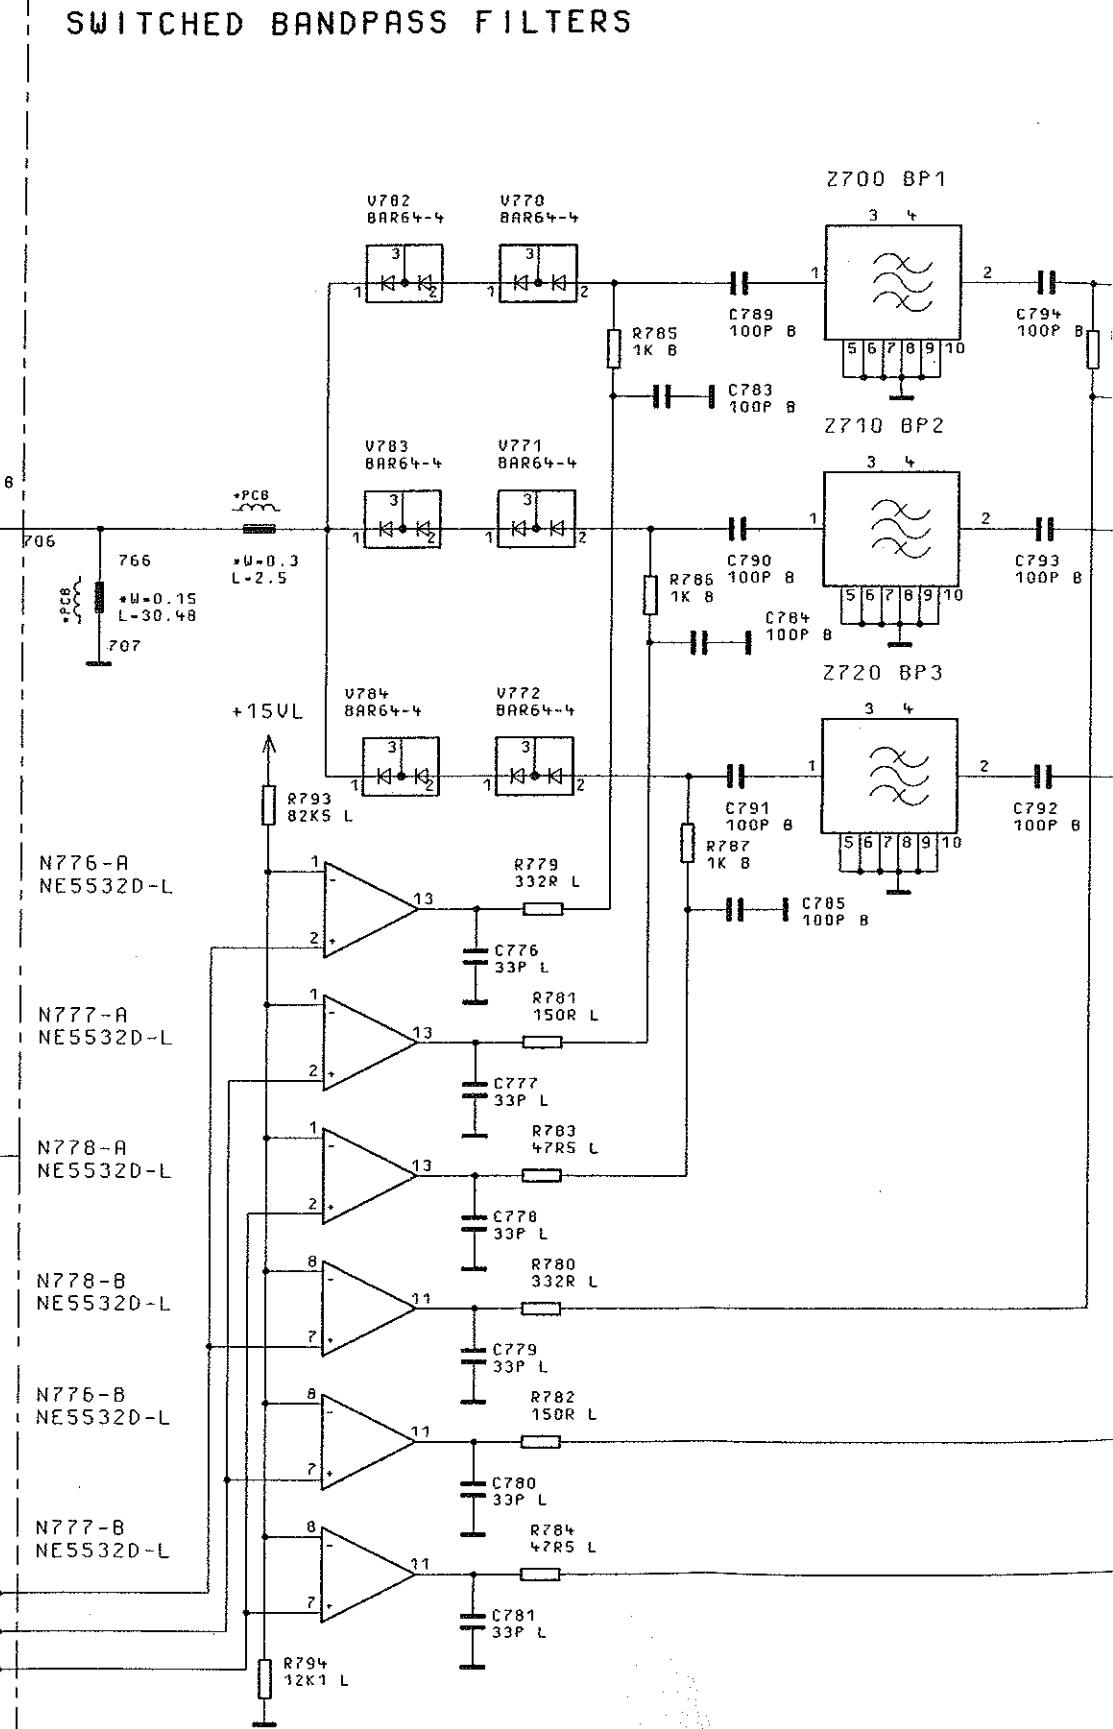 SWITCHED BANDPASS FILTERS
Z700 BP1
V782
BAR64-4
V770
BAR64-4
3 4
3
3
1
2
1
2
1
2
C789
100P B
C794
100P B
R785
1K B
5 6 7 8 9 10
C783
100P B
Z710 BP2
V783
BAR64-4
V771
BAR64-4
3 4
B
*PCB
3
3
1
2
1
2
1
2
706
766
*W=0.3
L=2.5
C790
100P B
C793
100P B
R786
1K B
*PCB
*W=0.15
L=30.48
5 6 7 8 9 10
C784
100P B
707
Z720 BP3
V784
BAR64-4
V772
BAR64-4
3 4
+15VL
3
3
1
2
1
2
1
2
R793
82K5 L
C791
100P B
C792
100P B
R787
1K B
5 6 7 8 9 10
N776-A
NE5532D-L
1
-
13
2
+
R779
332R L
C785
100P B
C776
33P L
N777-A
NE5532D-L
1
-
13
2
+
R781
150R L
C777
33P L
N778-A
NE5532D-L
1
-
13
2
+
R783
47R5 L
C778
33P L
N778-B
NE5532D-L
8
-
11
7
+
R780
332R L
C779
33P L
N776-B
NE5532D-L
8
-
11
7
+
R782
150R L
C780
33P L
N777-B
NE5532D-L
8
-
11
7
+
R784
47R5 L
C781
33P L
R794
12K1 L